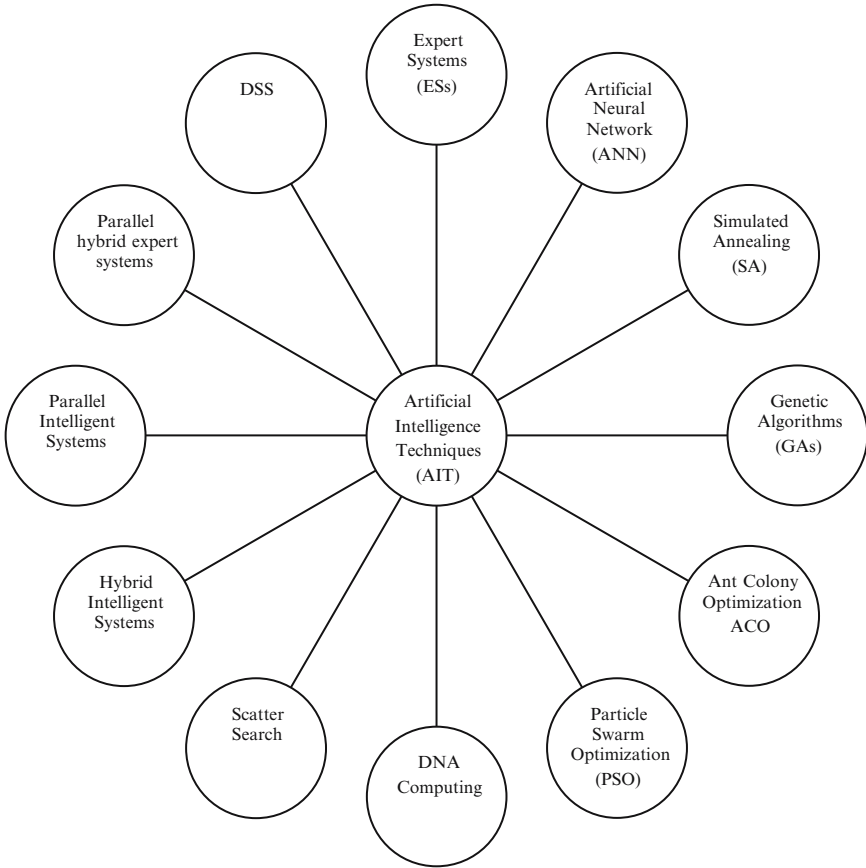 Expert
Systems
(ESs)
Artificial
Neural
Network
(ANN)
Simulated
Annealing
(SA)
Genetic
Algorithms
(GAs)
Ant Colony
Optimization
ACO
Particle
Swarm
Optimization
(PSO)
DNA
Computing
Scatter
Search
Hybrid
Intelligent
Systems
Parallel
Intelligent
Systems
Parallel
hybrid expert
systems
DSS
Artificial
Intelligence
Techniques
(AIT)